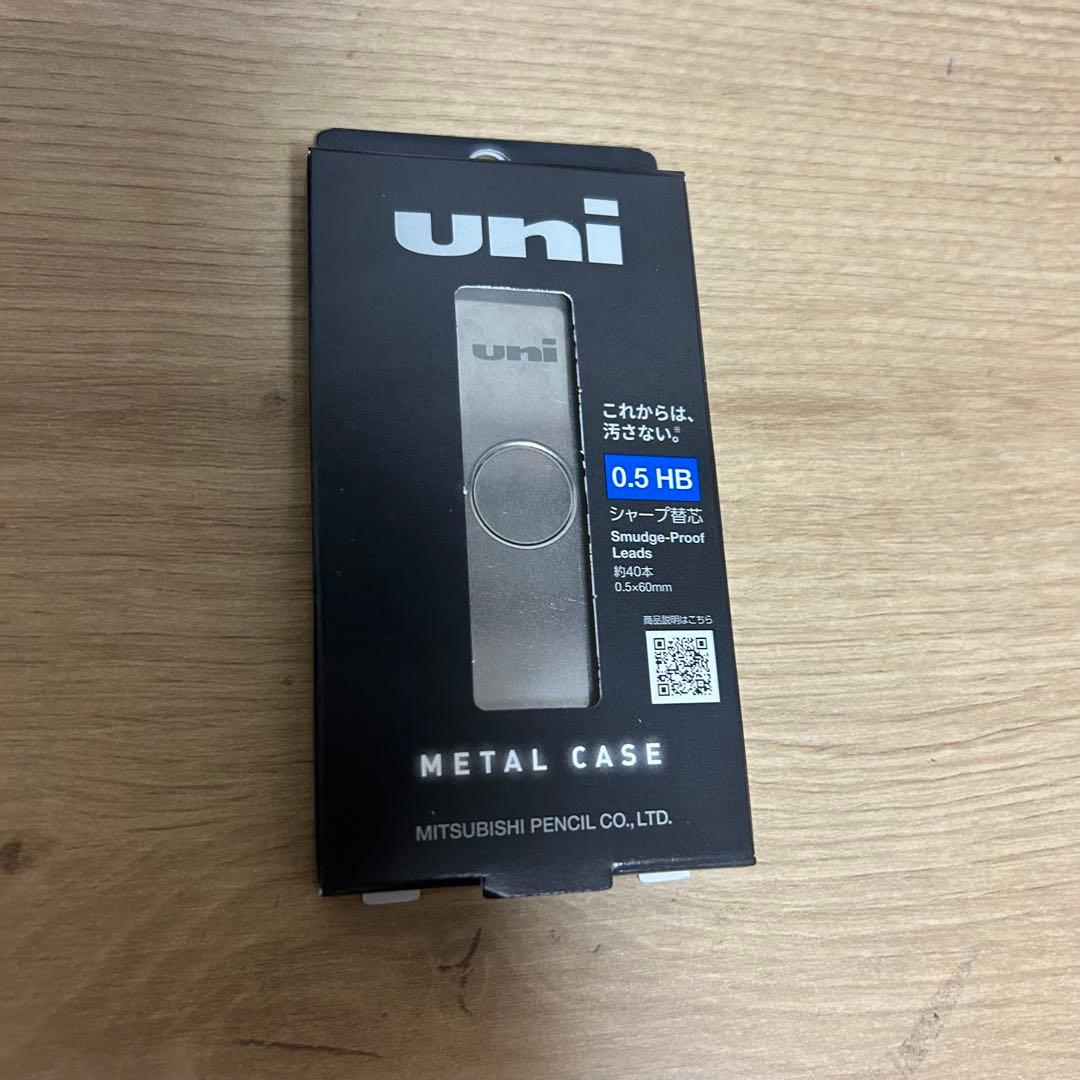 uni
uni
これからは、
汚さない。※
0.5 HB
シャープ替芯
Smudge-Proof
Leads
約40本
0.5×60mm
商品説明はこちら
METAL CASE
MITSUBISHI PENCIL CO., LTD.